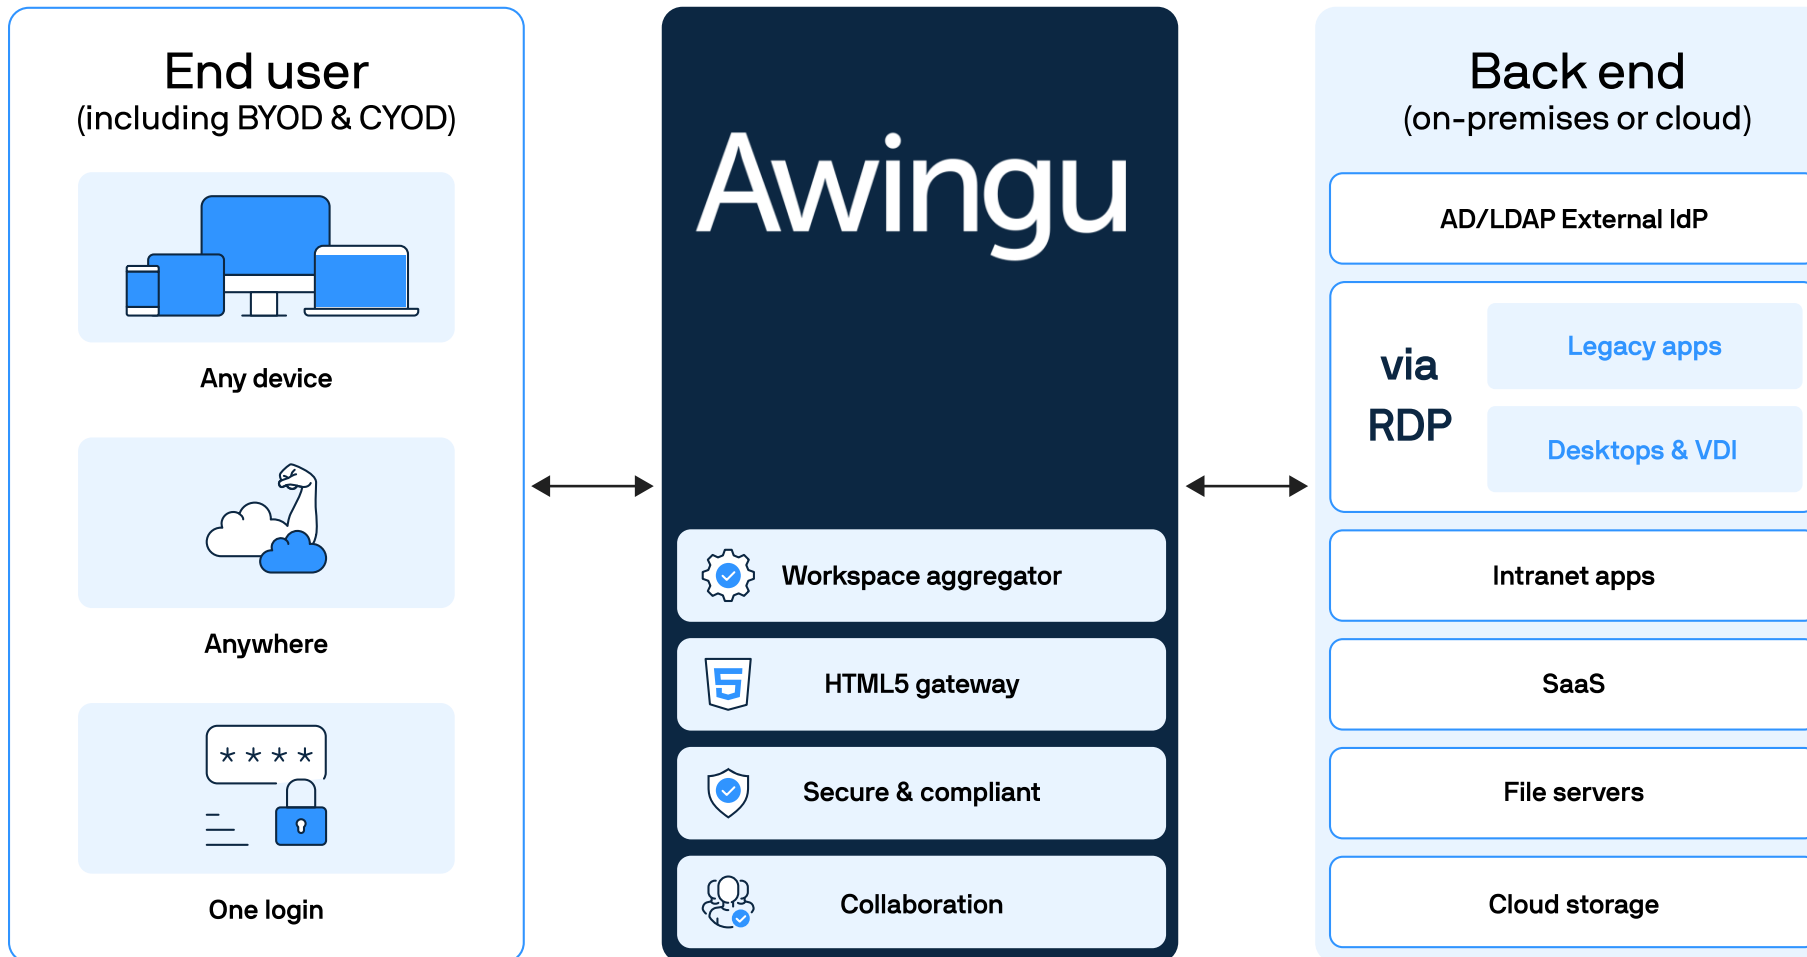 End user
(including BYOD & CYOD)
Any device
Anywhere
****
One login
Awingu
Workspace aggregator
HTML5 gateway
Secure & compliant
Collaboration
Back end
(on-premises or cloud)
AD/LDAP External IdP
via
RDP
Legacy apps
Desktops & VDI
Intranet apps
SaaS
File servers
Cloud storage